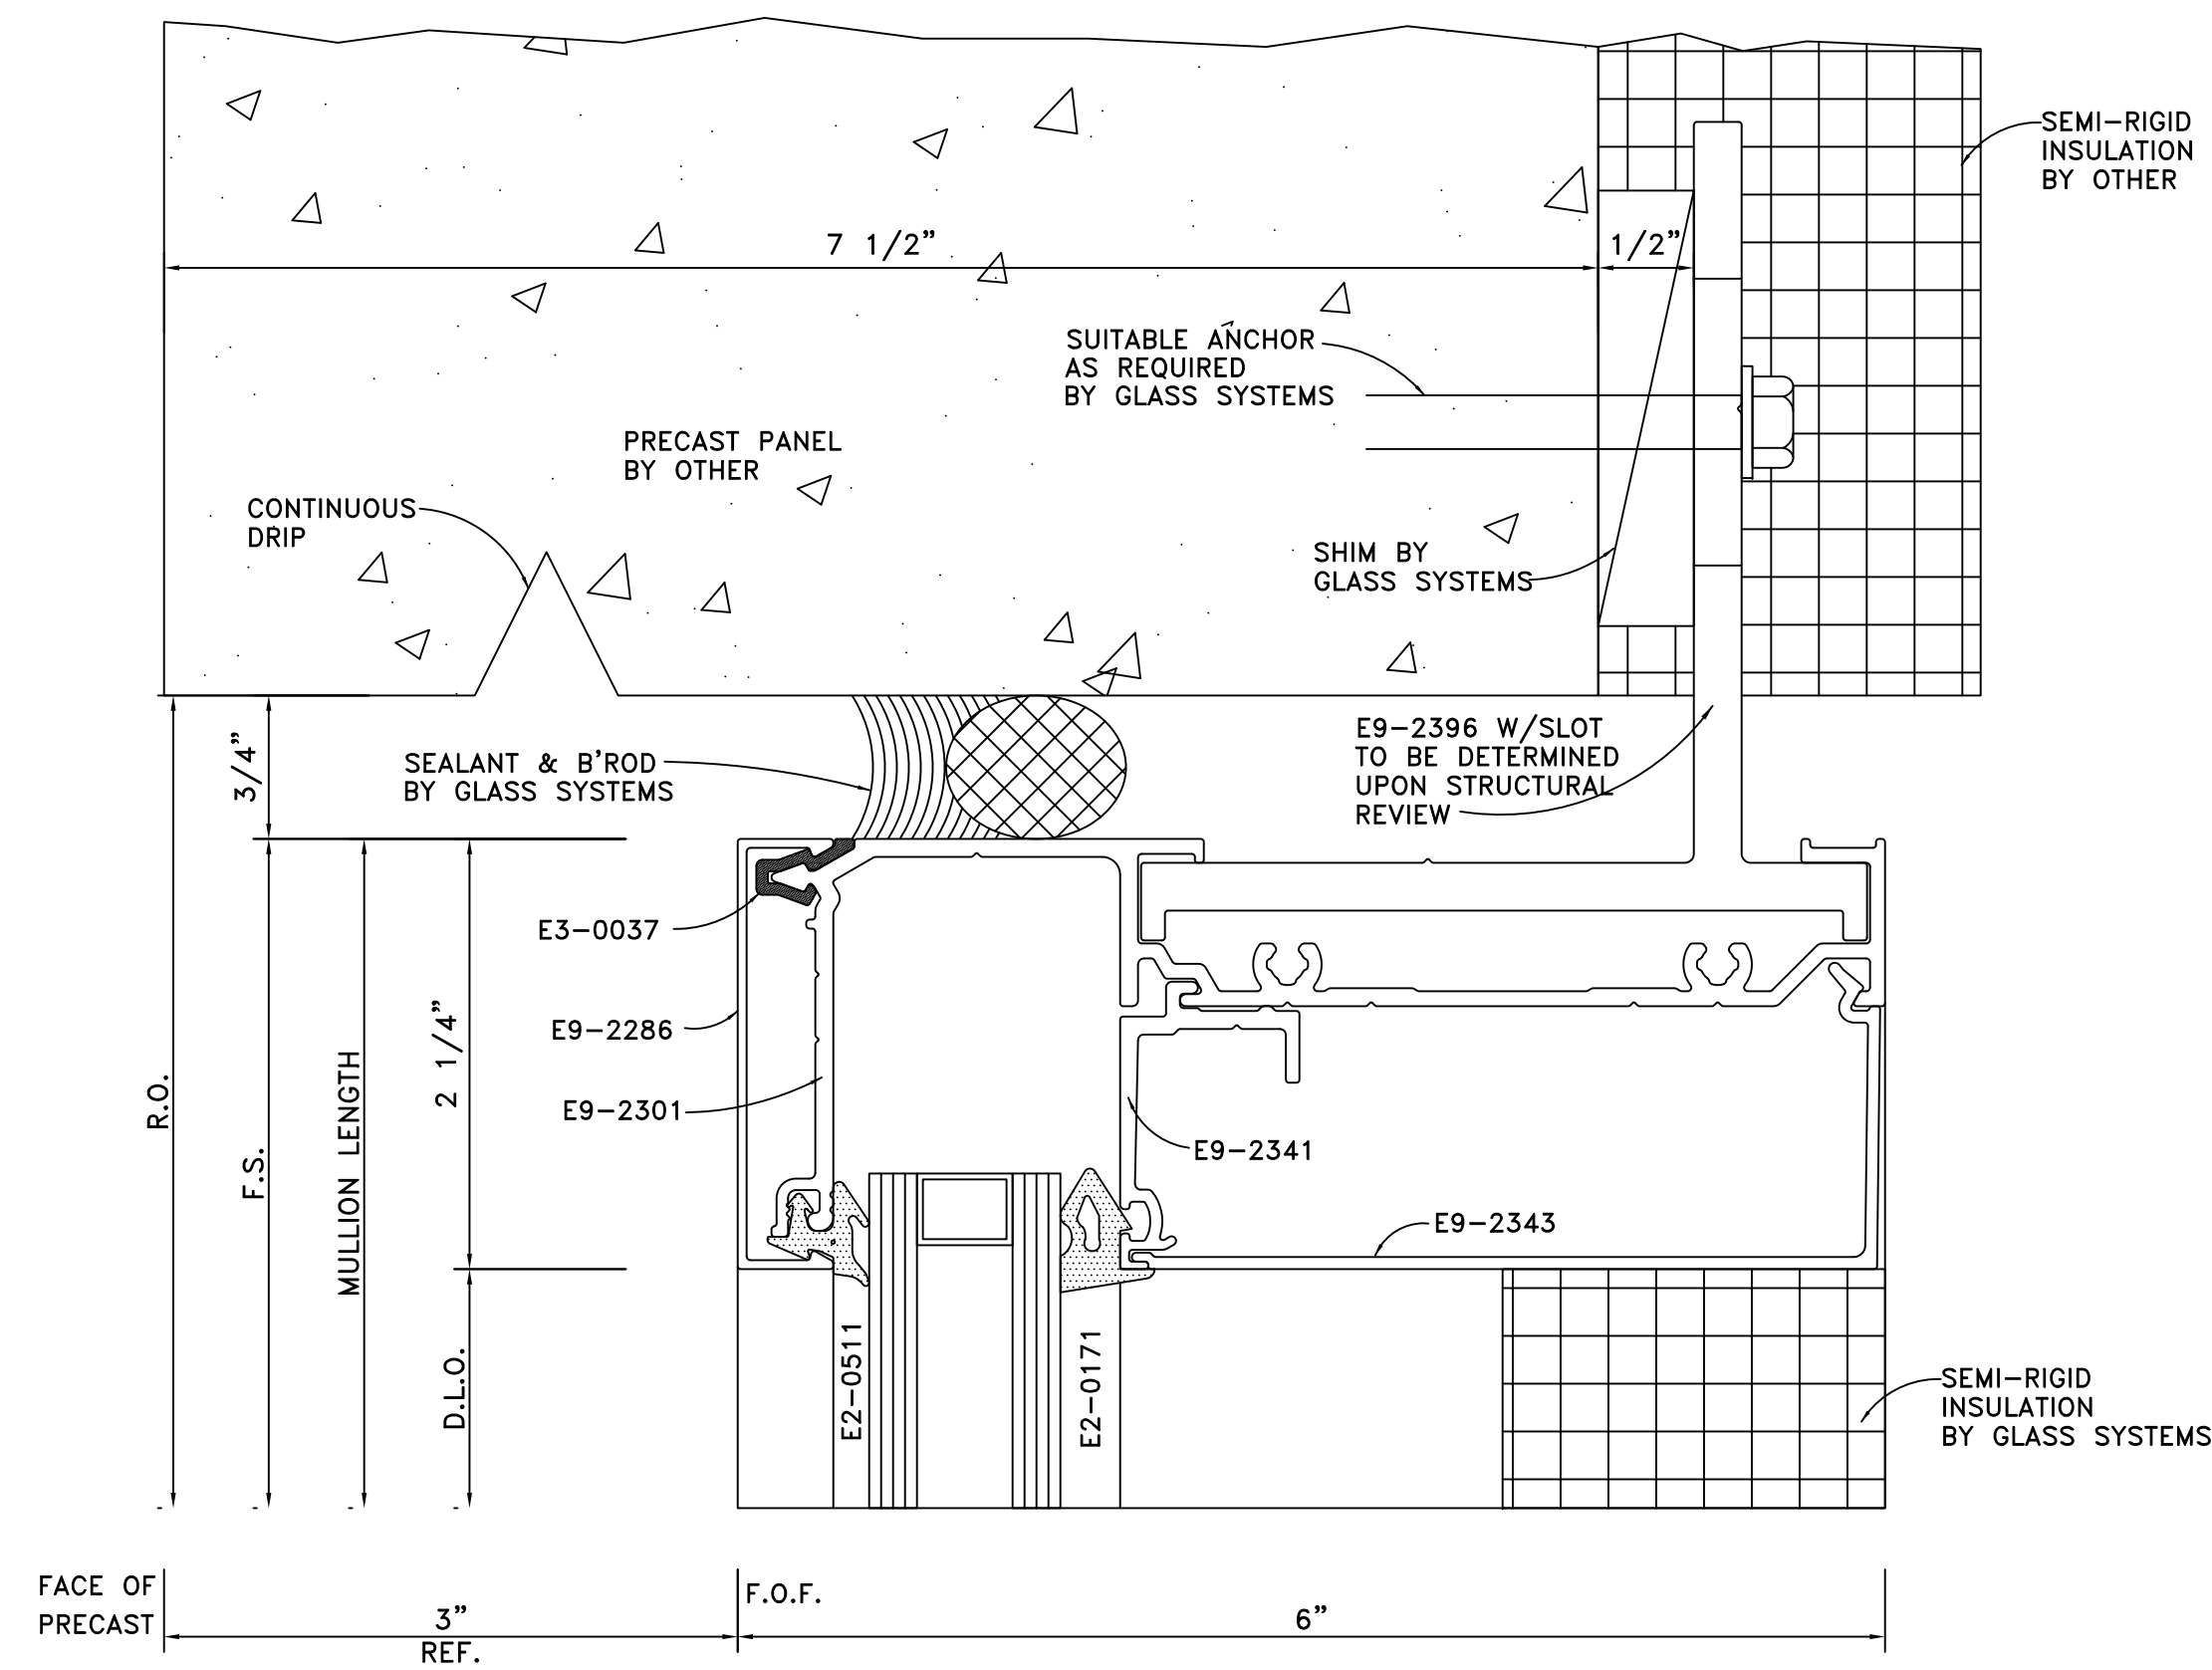 SEMI-RIGID
INSULATION
BY OTHER
7 1/2”
1/2”
SUITABLE ANCHOR
AS REQUIRED
BY GLASS SYSTEMS
PRECAST PANEL
BY OTHER
CONTINUOUS
DRIP
SHIM BY
GLASS SYSTEMS
3/4”
SEALANT & B’ROD
BY GLASS SYSTEMS
E9-2396 W/SLOT
TO BE DETERMINED
UPON STRUCTURAL
REVIEW
E3-0037
E9-2286
E9-2301
E9-2341
E9-2343
R.O.
F.S.
MULLION LENGTH
2 1/4”
D.L.O.
E2-0511
E2-0171
SEMI-RIGID
INSULATION
BY GLASS SYSTEMS
FACE OF
PRECAST
3”
REF.
F.O.F.
6”